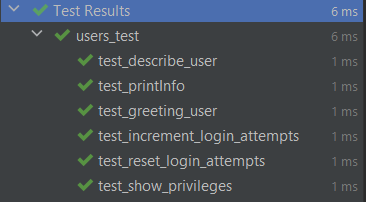 Test Results 6 ms
users_test 6 ms
test_describe_user 1 ms
test_printInfo 1 ms
test_greeting_user 1 ms
test_increment_login_attempts 1 ms
test_reset_login_attempts 1 ms
test_show_privileges 1 ms